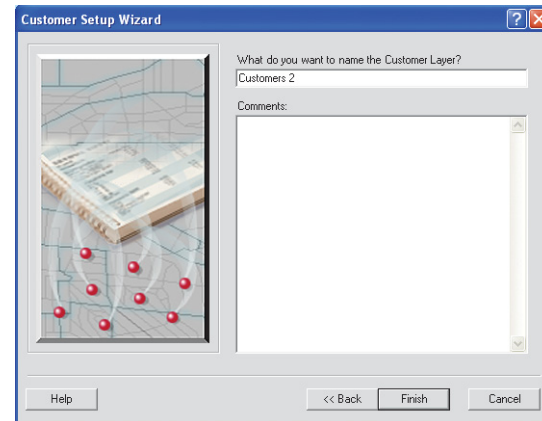 Customer Setup Wizard
What do you want to name the Customer Layer?
Customers 2
Comments:
Help
<< Back
Finish
Cancel